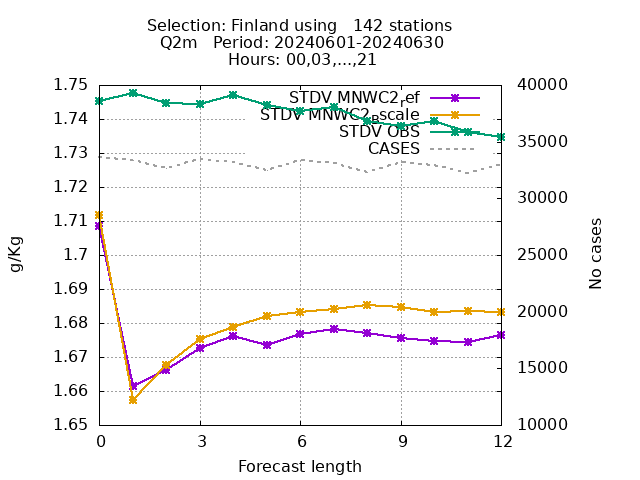 Selection: Finland using   142 stations
Q2m   Period: 20240601-20240630
Hours: 00,03,...,21
1.75
1.74
1.73
1.72
1.71
1.7
1.69
1.68
1.67
1.66
1.65
40000
35000
30000
25000
20000
15000
10000
STDV MNWC2ref
STDV MNWC2Bscale
STDV OBS
CASES
g/Kg
No cases
0
3
6
9
12
Forecast length